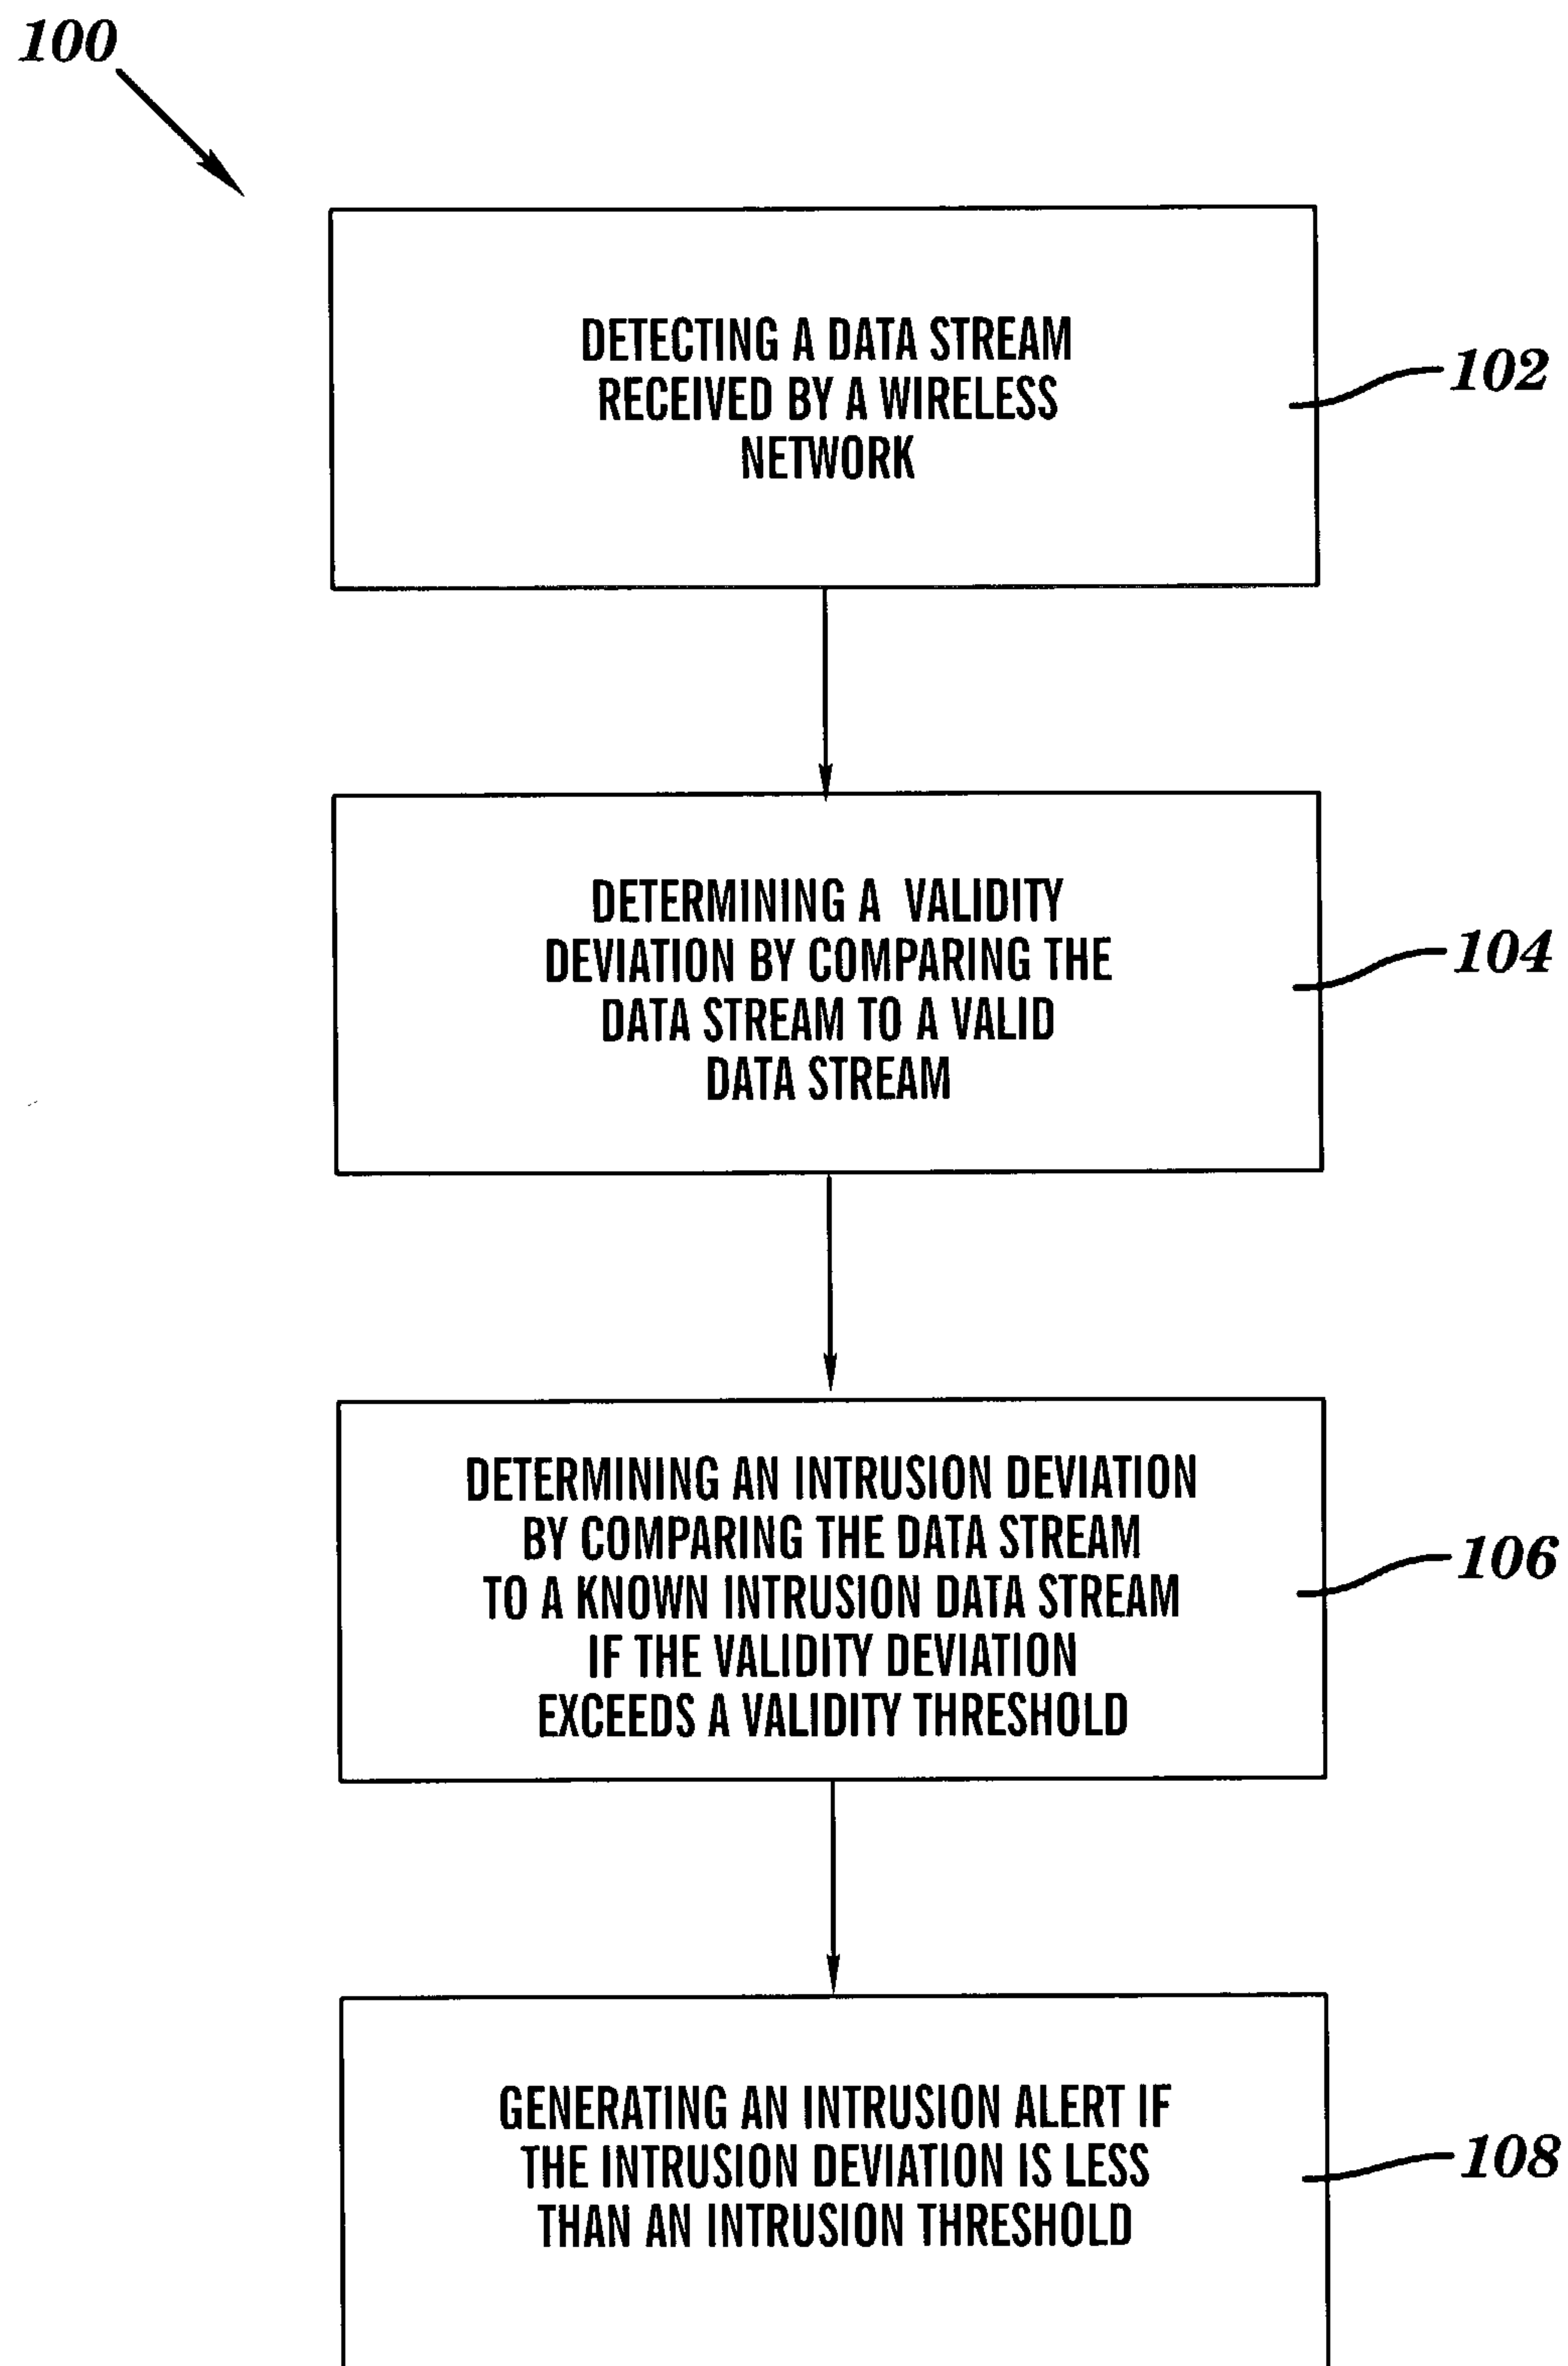 100
DETECTING A DATA STREAM
RECEIVED BY A WIRELESS
NETWORK
102
DETERMINING A VALIDITY
DEVIATION BY COMPARING THE
DATA STREAM TO A VALID
DATA STREAM
104
DETERMINING AN INTRUSION DEVIATION
BY COMPARING THE DATA STREAM
TO A KNOWN INTRUSION DATA STREAM
IF THE VALIDITY DEVIATION
EXCEEDS A VALIDITY THRESHOLD
106
GENERATING AN INTRUSION ALERT IF
THE INTRUSION DEVIATION IS LESS
THAN AN INTRUSION THRESHOLD
108